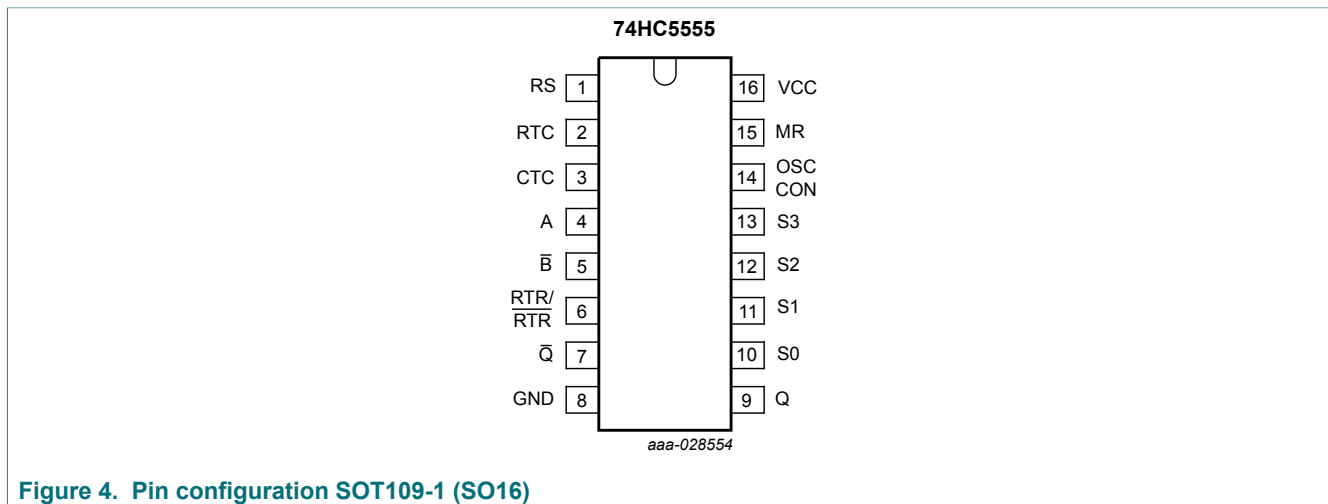 74HC5555
RS 1 16 VCC
RTC 2 15 MR
CTC 3 14 OSC
CON
A 4 13 S3
B̅ 5 12 S2
RTR/
R̅T̅R̅ 6 11 S1
Q̅ 7 10 S0
GND 8 9 Q
aaa-028554
Figure 4. Pin configuration SOT109-1 (SO16)